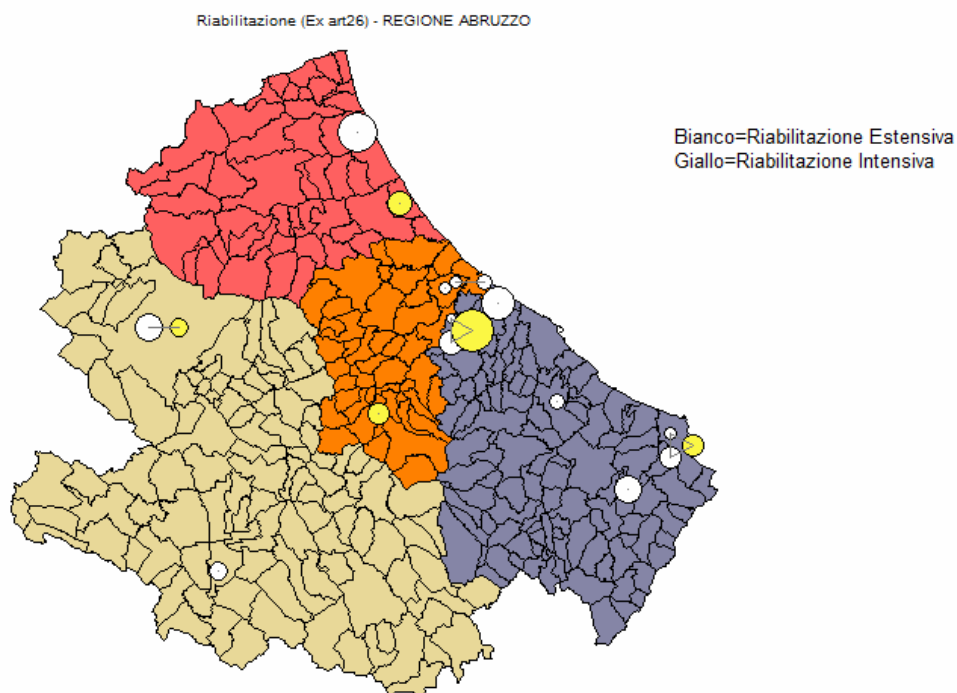 Riabilitazione (Ex art26) - REGIONE ABRUZZO
Bianco=Riabilitazione Estensiva
Giallo=Riabilitazione Intensiva